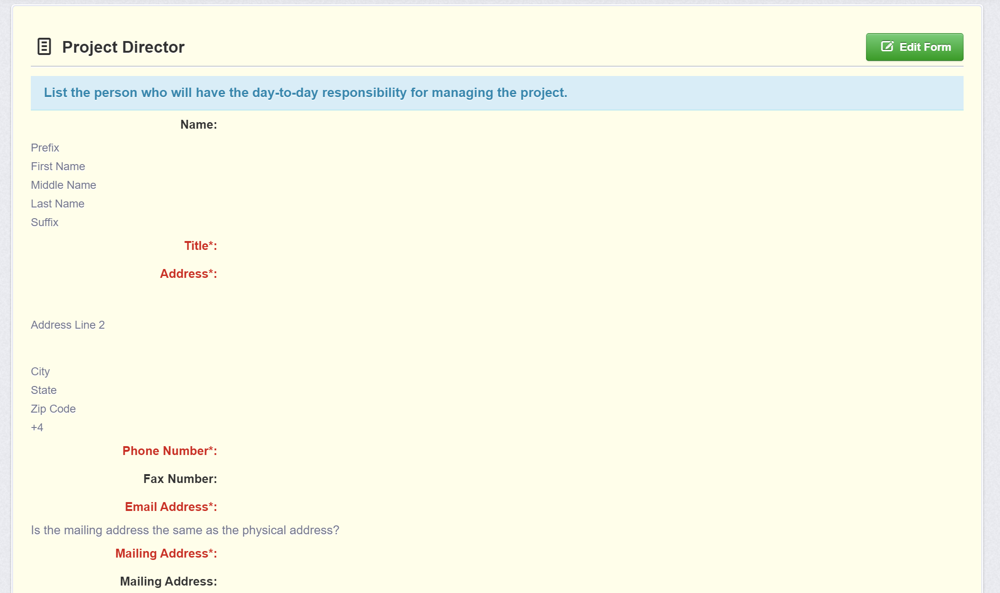 Project Director
Edit Form
List the person who will have the day-to-day responsibility for managing the project.
Name:
Prefix
First Name
Middle Name
Last Name
Suffix
Title*:
Address*:
Address Line 2
City
State
Zip Code
+4
Phone Number*:
Fax Number:
Email Address*:
Is the mailing address the same as the physical address?
Mailing Address*:
Mailing Address: